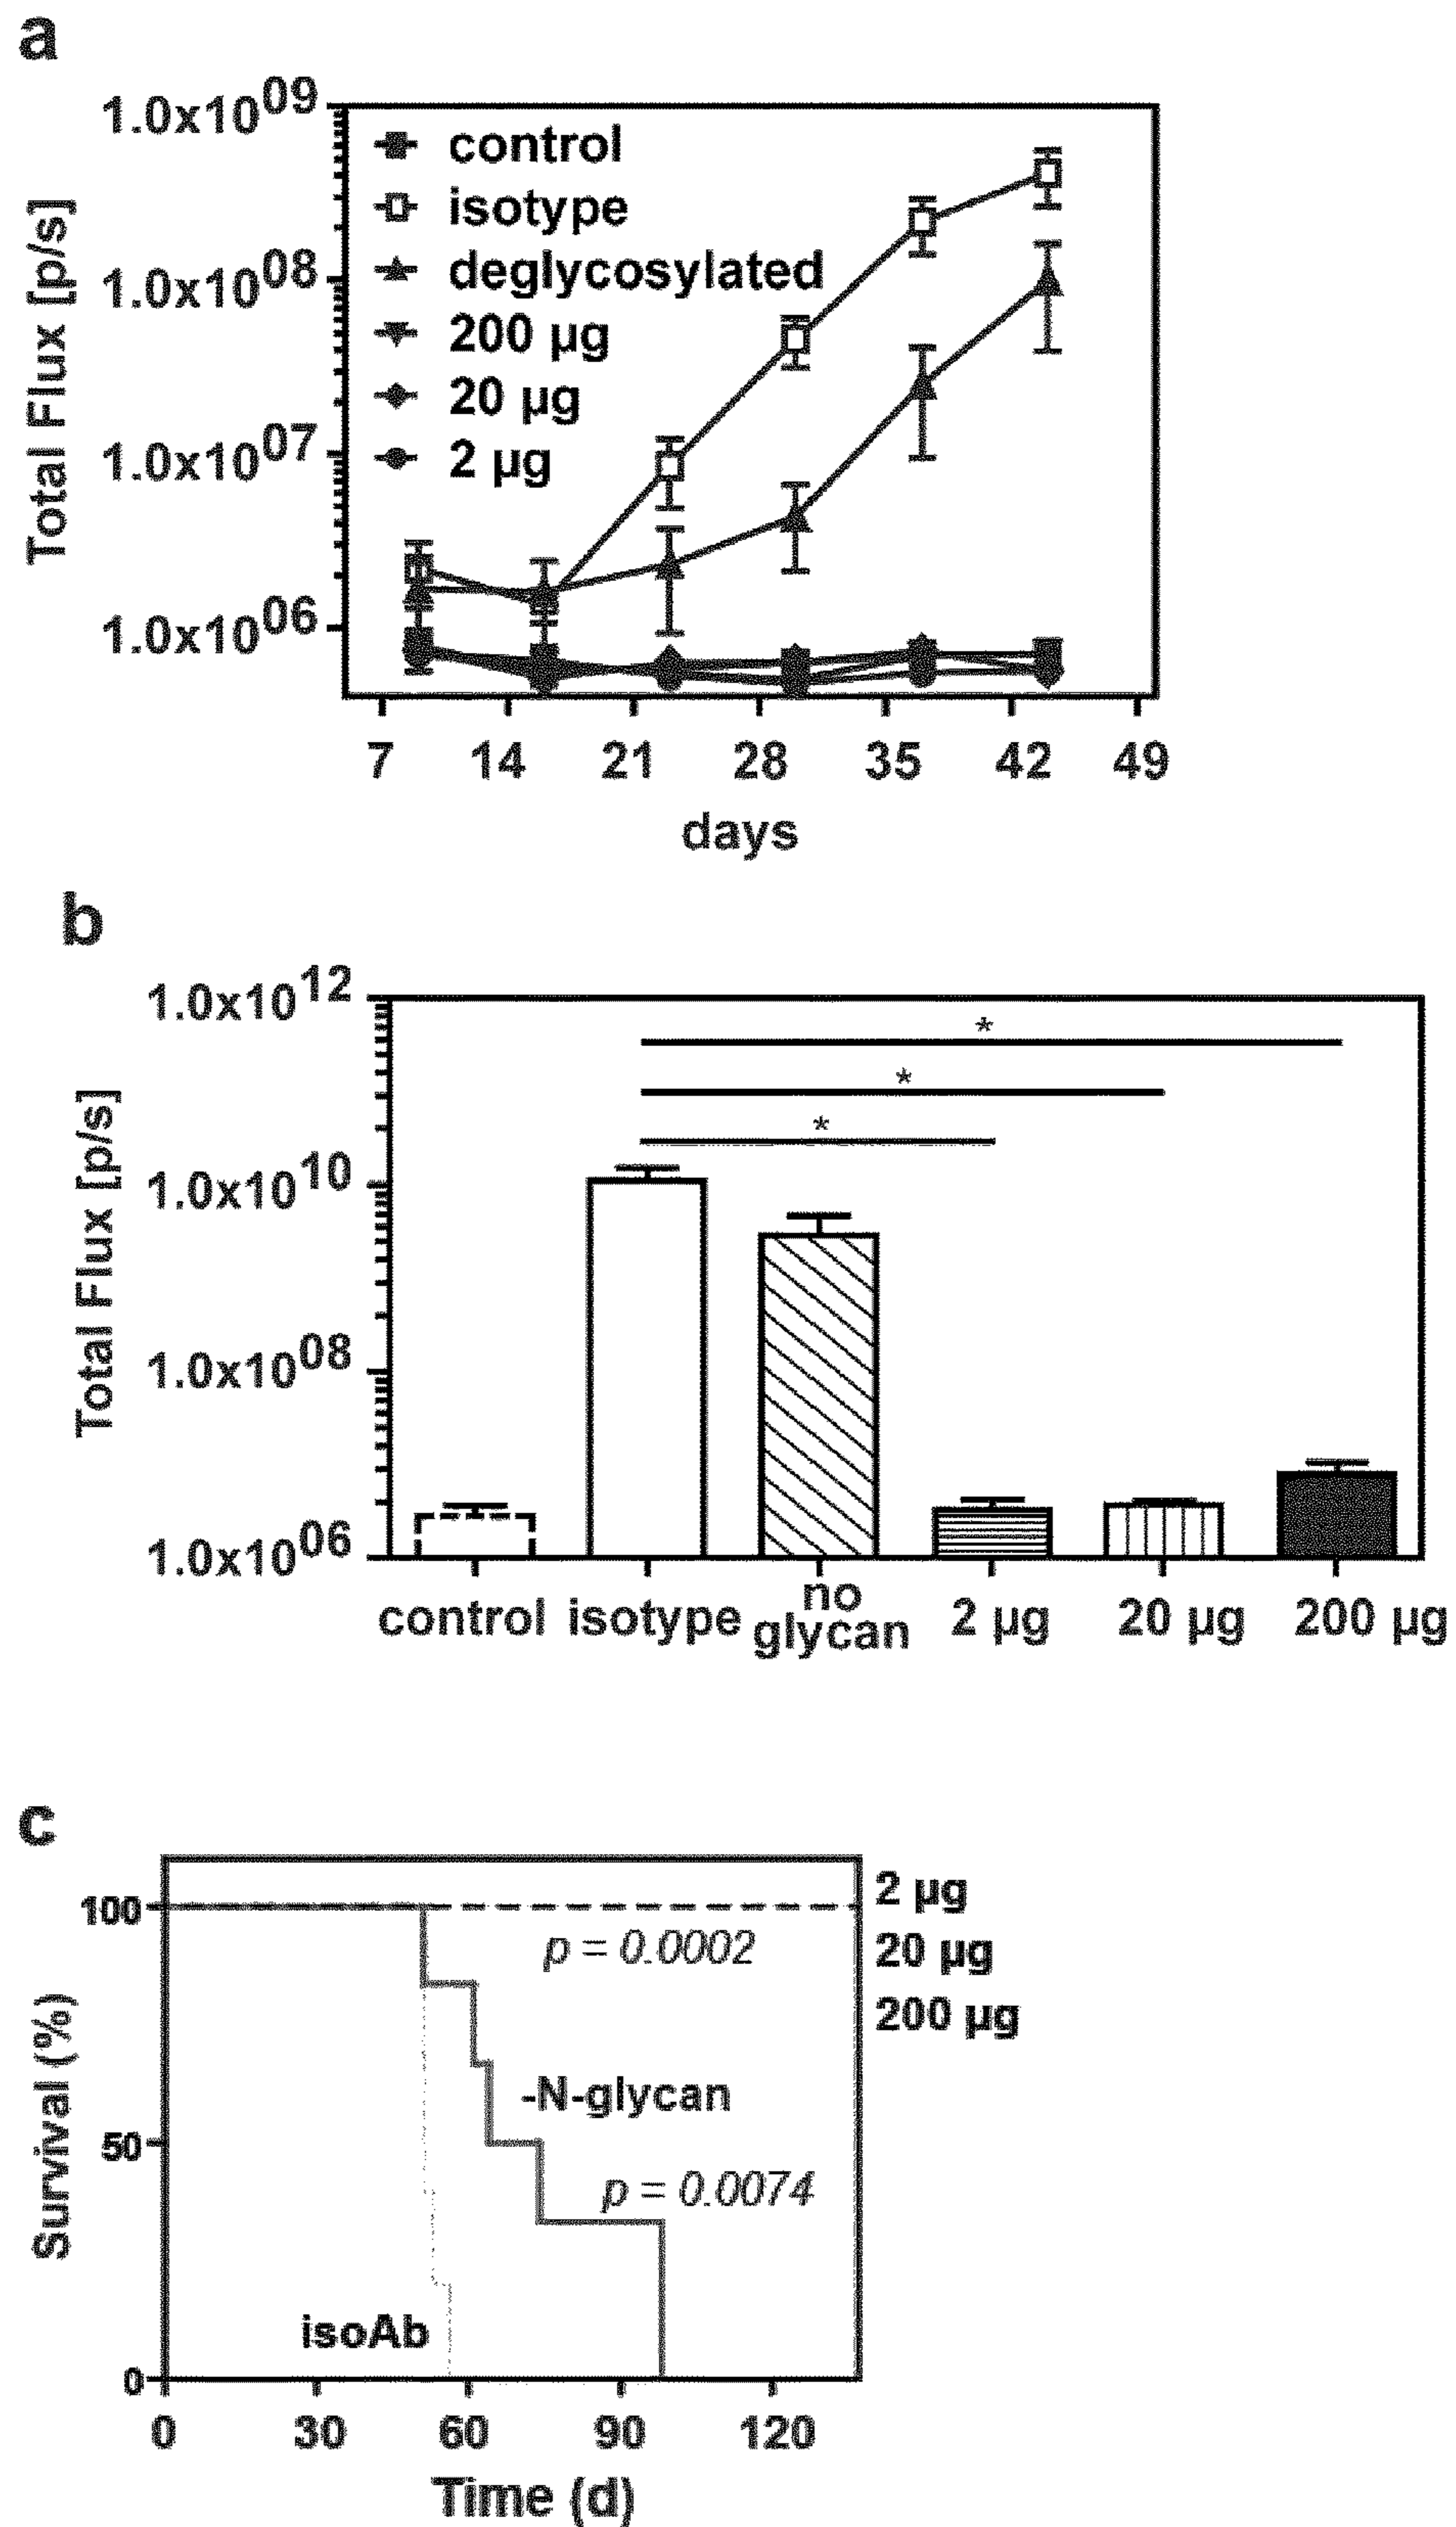 a
Total Flux [p/s]
1.0x10^09
1.0x10^08
1.0x10^07
1.0x10^06
control
isotype
deglycosylated
200 µg
20 µg
2 µg
7 14 21 28 35 42 49
days
b
Total Flux [p/s]
1.0x10^12
1.0x10^10
1.0x10^08
1.0x10^06
*
*
*
control isotype no glycan 2 µg 20 µg 200 µg
c
Survival (%)
100
50
0
2 µg
20 µg
200 µg
p = 0.0002
-N-glycan
p = 0.0074
isoAb
0 30 60 90 120
Time (d)